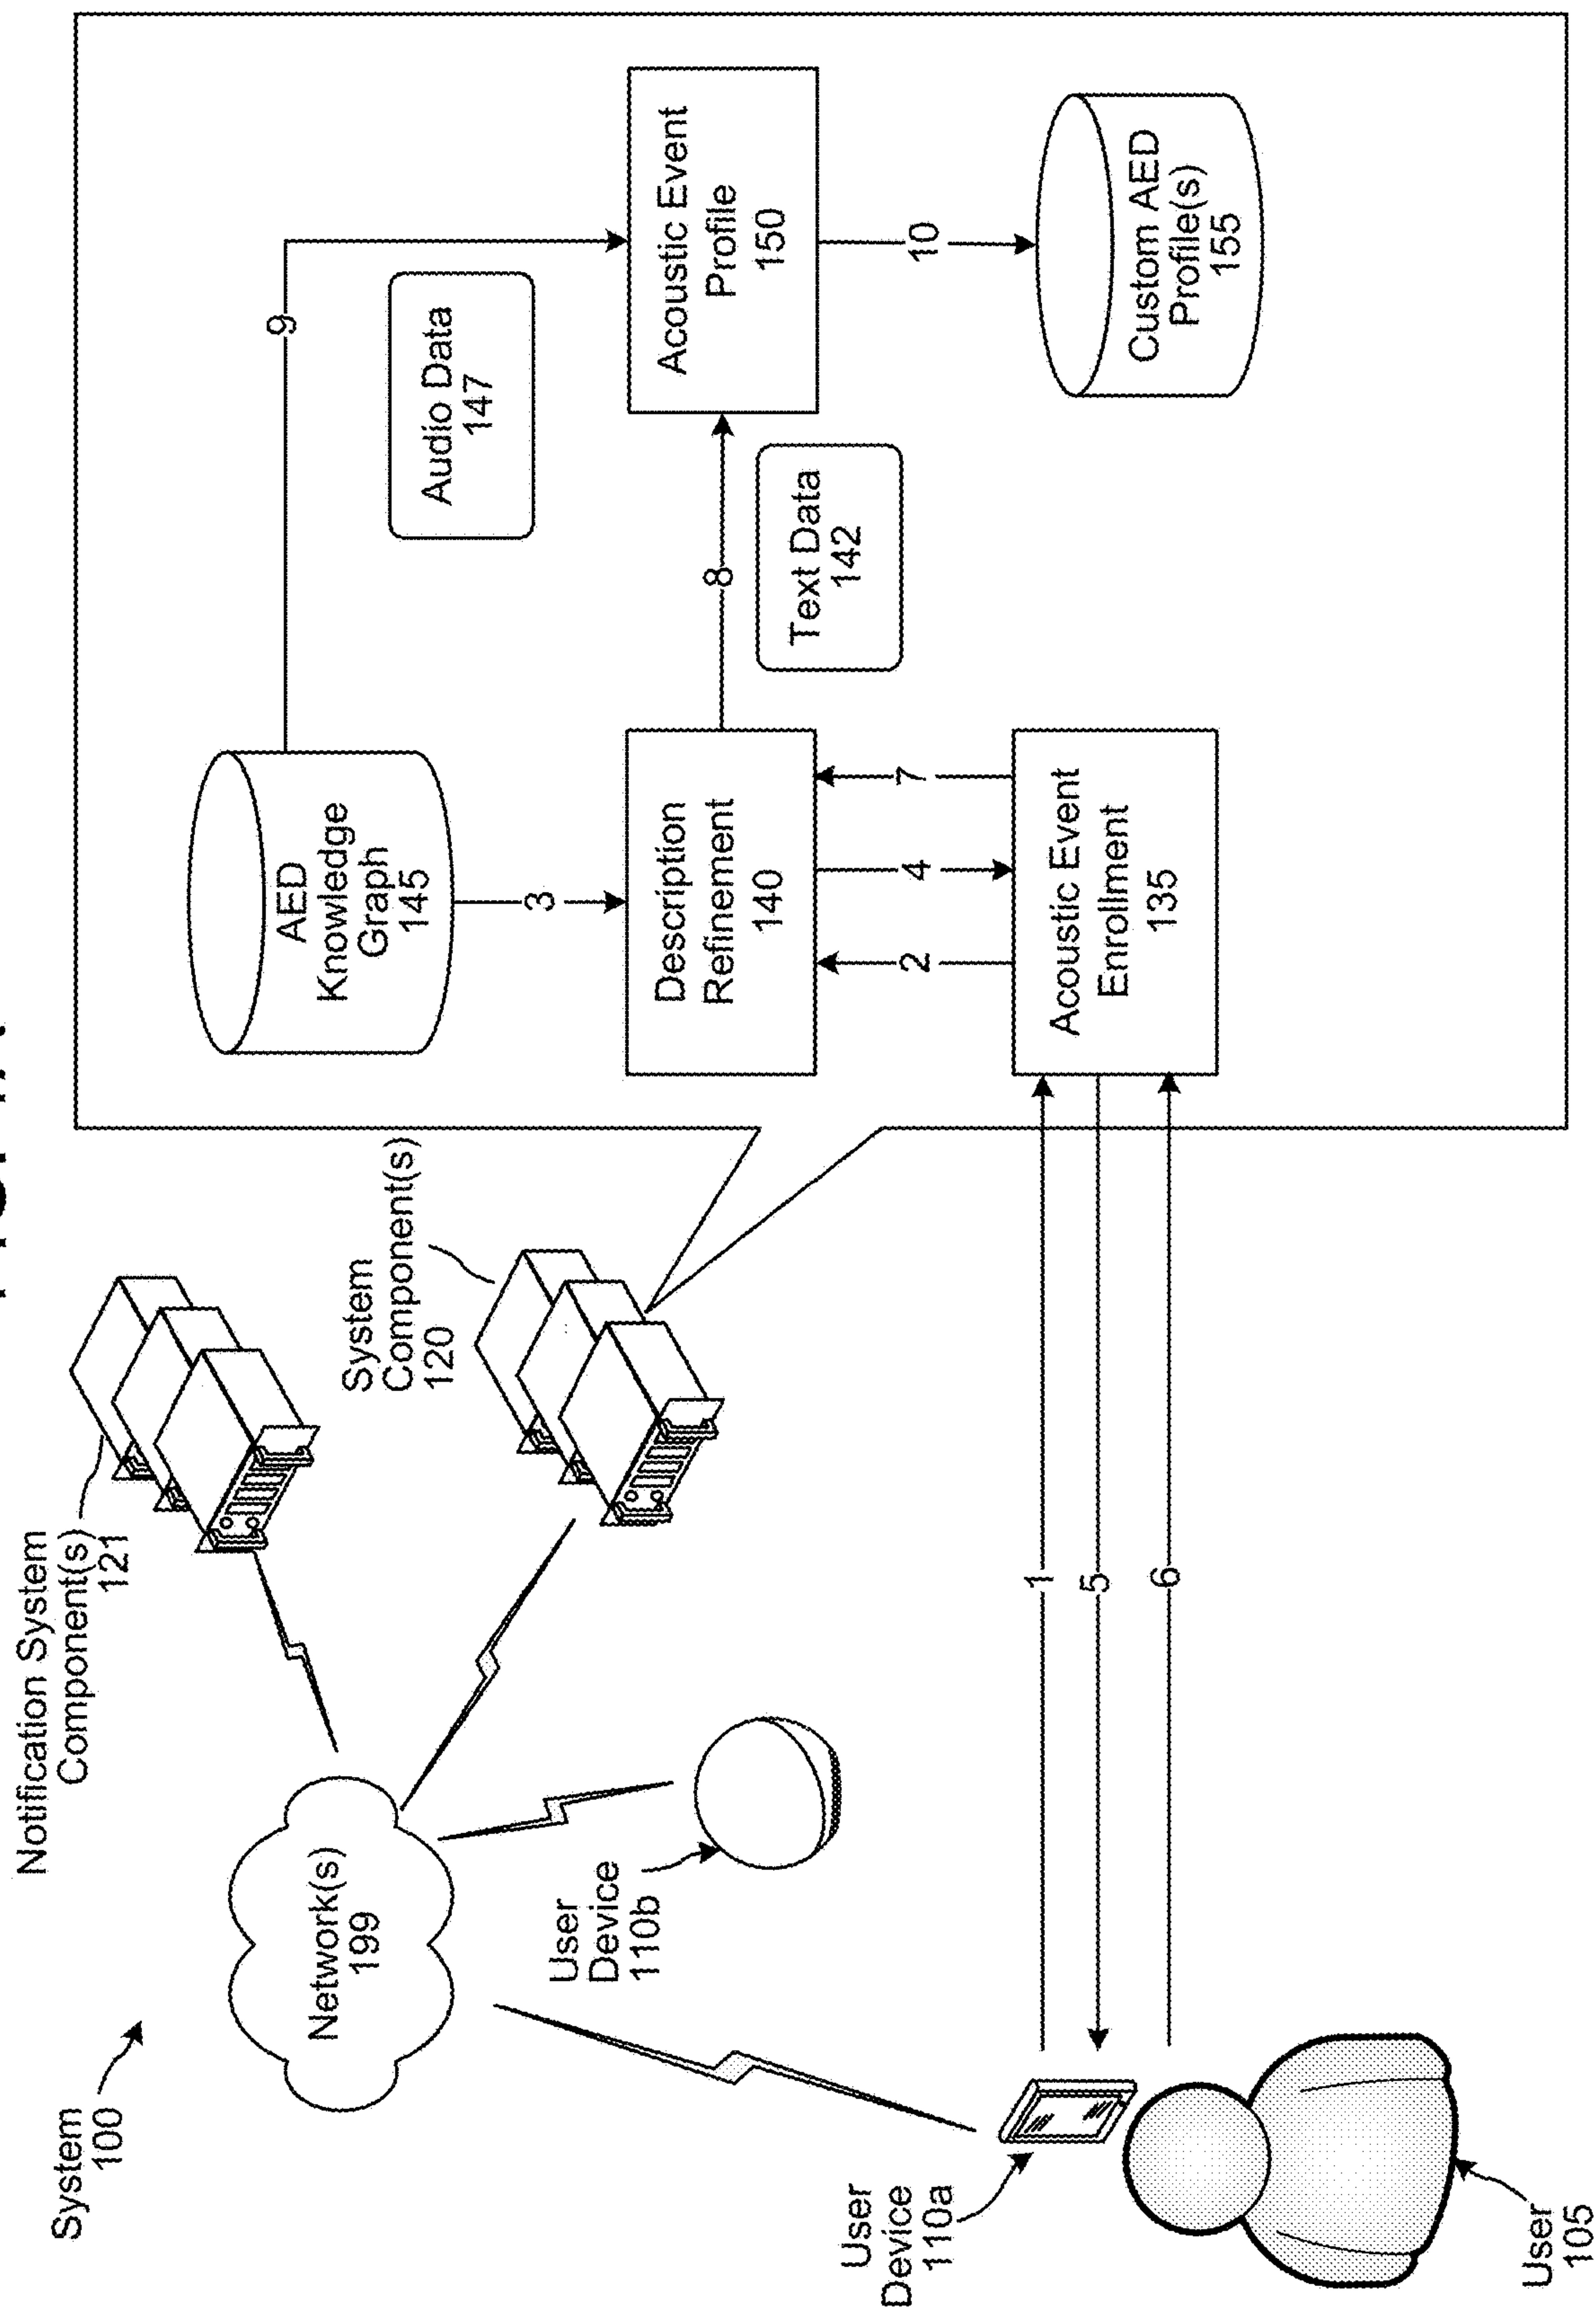 System
100
Notification System
Component(s)
121
Network(s)
199
System
Component(s)
120
User
Device
110b
User
Device
110a
User
105
1
5
6
AED
Knowledge
Graph
145
3
9
Audio Data
147
Description
Refinement
140
8
Text Data
142
Acoustic Event
Profile
150
10
Custom AED
Profile(s)
155
2
4
7
Acoustic Event
Enrollment
135